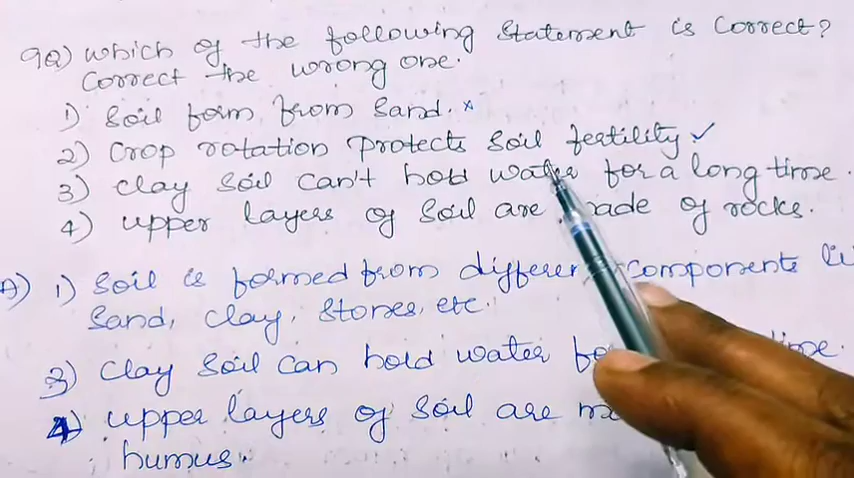 9Q) which of the following statement is correct?
Correct the wrong one.
1) Soil form from Sand. x
2) Crop rotation protects soil fertility ✓
3) Clay soil can't hold water for a long time.
4) upper layers of soil are made of rocks.
A) 1) Soil is formed from different components li
Sand, clay, stones, etc.
3) Clay soil can hold water
4) upper layers of soil are
humus.